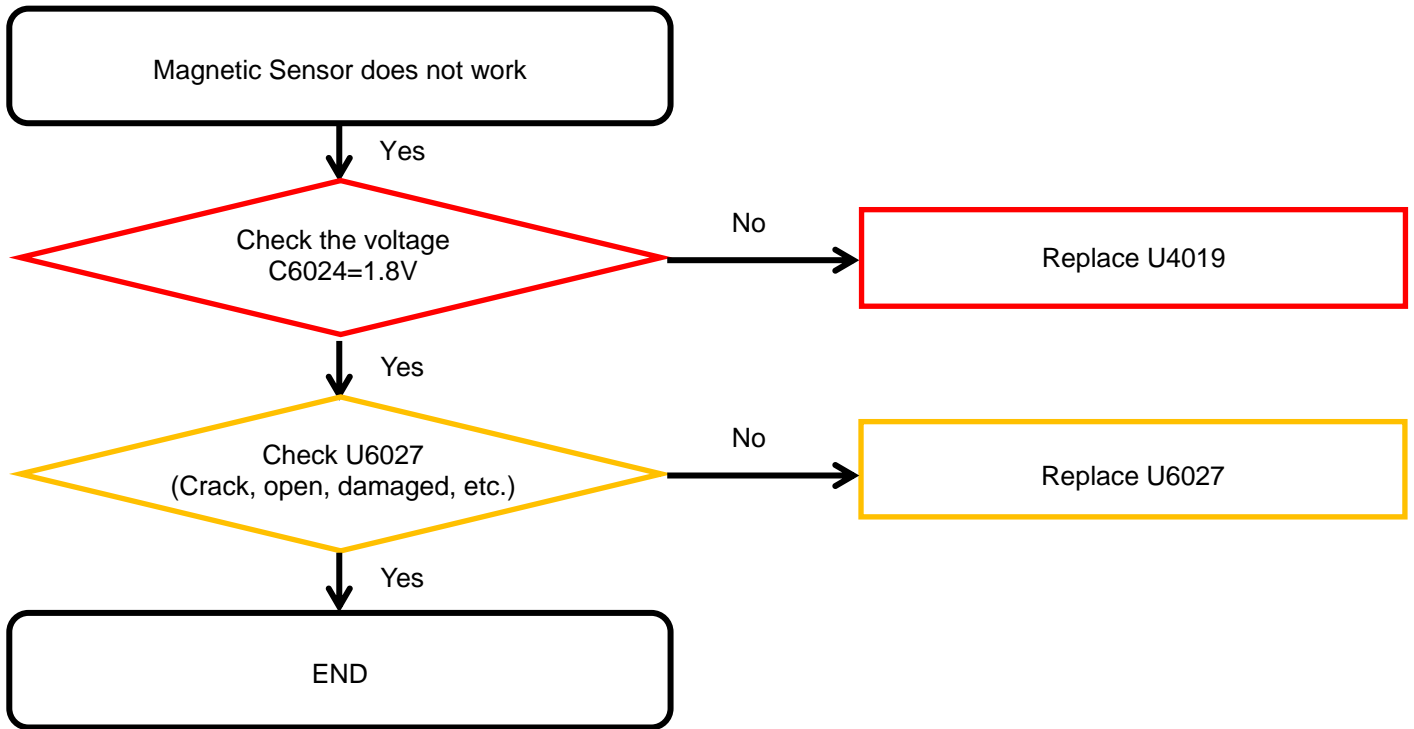 Magnetic Sensor does not work
Yes
Check the voltage
C6024=1.8V
No
Replace U4019
Yes
Check U6027
(Crack, open, damaged, etc.)
No
Replace U6027
Yes
END